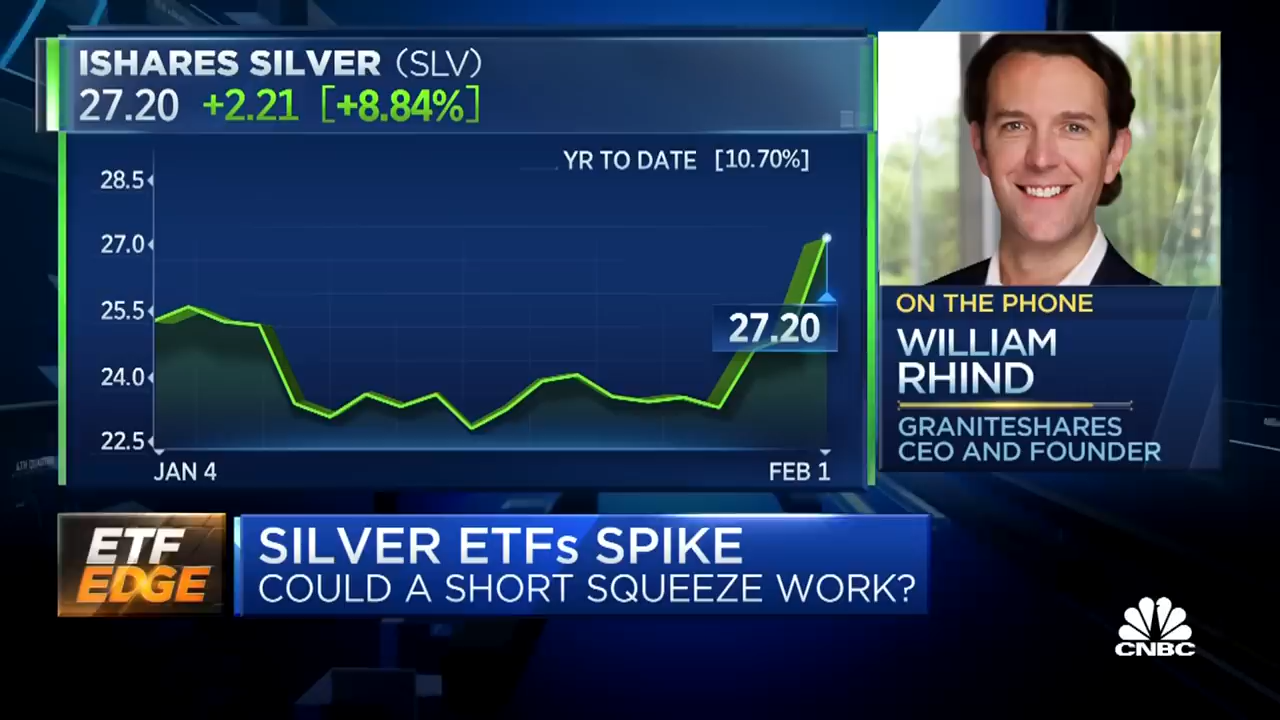 ISHARES SILVER (SLV)
27.20 +2.21 [+8.84%]
YR TO DATE [10.70%]
28.5
27.0
25.5
24.0
22.5
27.20
JAN 4
FEB 1
ON THE PHONE
WILLIAM
RHIND
GRANITESHARES
CEO AND FOUNDER
ETF
EDGE
SILVER ETFs SPIKE
COULD A SHORT SQUEEZE WORK?
CNBC